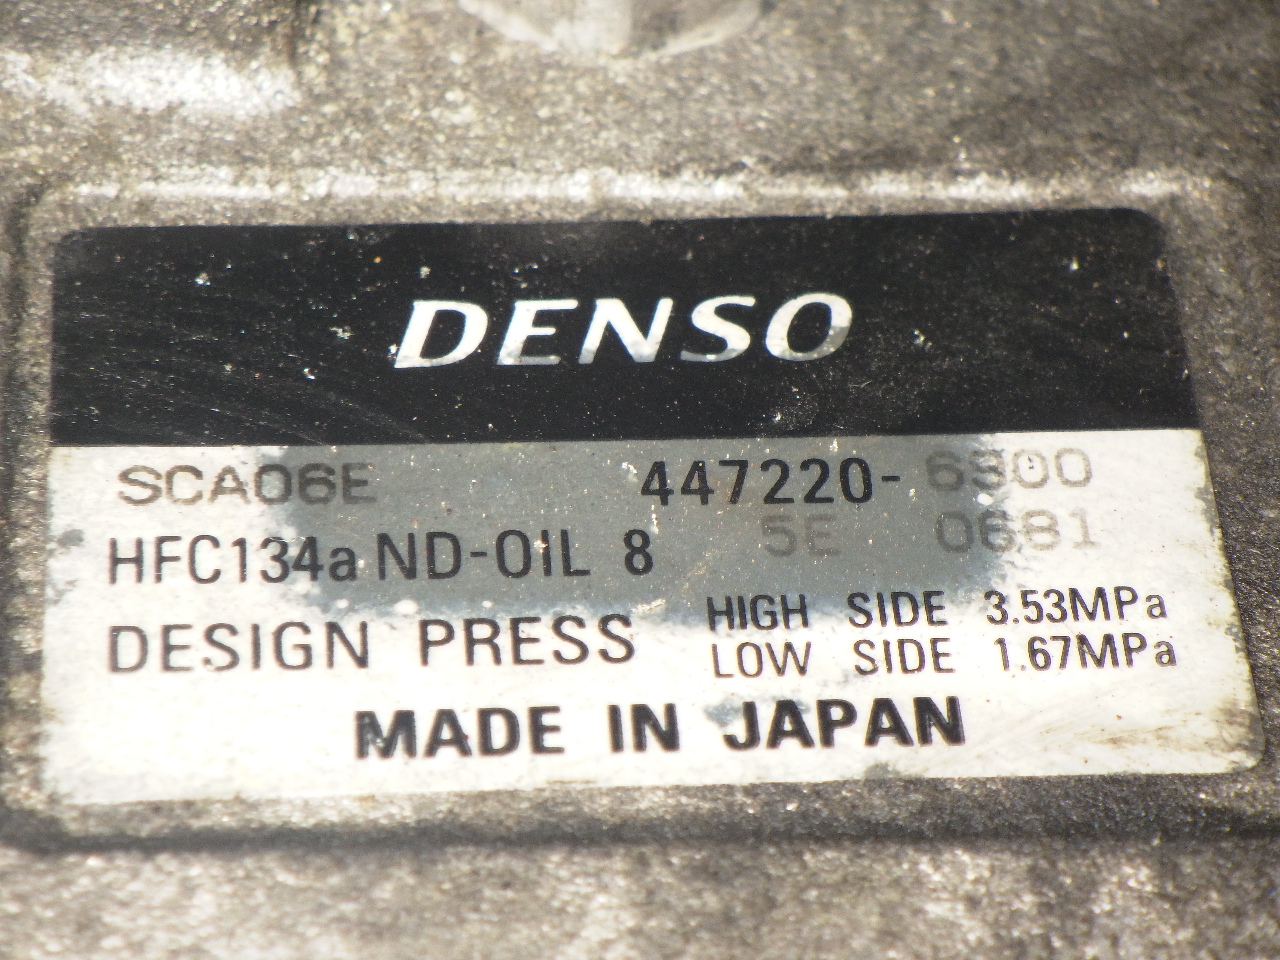 DENSO
SCA06E 447220-6300
5E 0681
HFC134a ND-OIL 8
DESIGN PRESS HIGH SIDE 3.53MPa
LOW SIDE 1.67MPa
MADE IN JAPAN